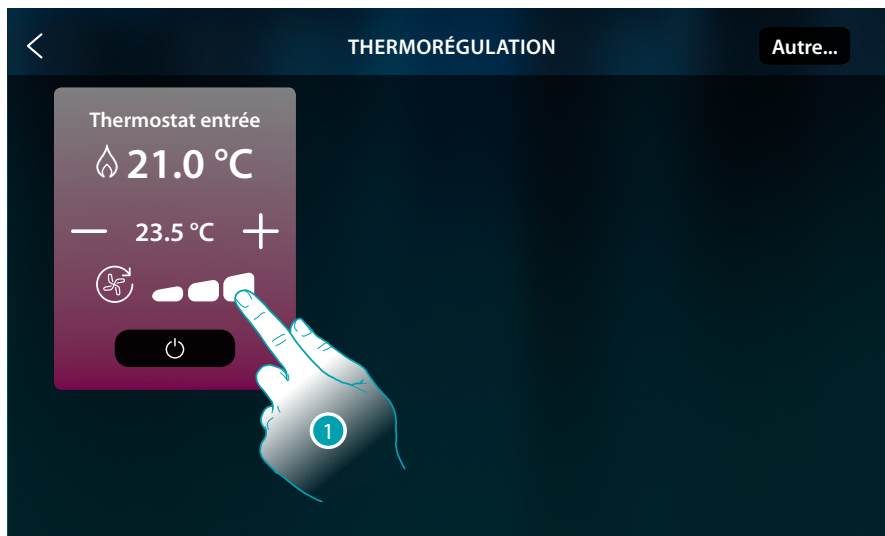 THERMORÉGULATION
Autre...
Thermostat entrée
21.0 °C
23.5 °C
1